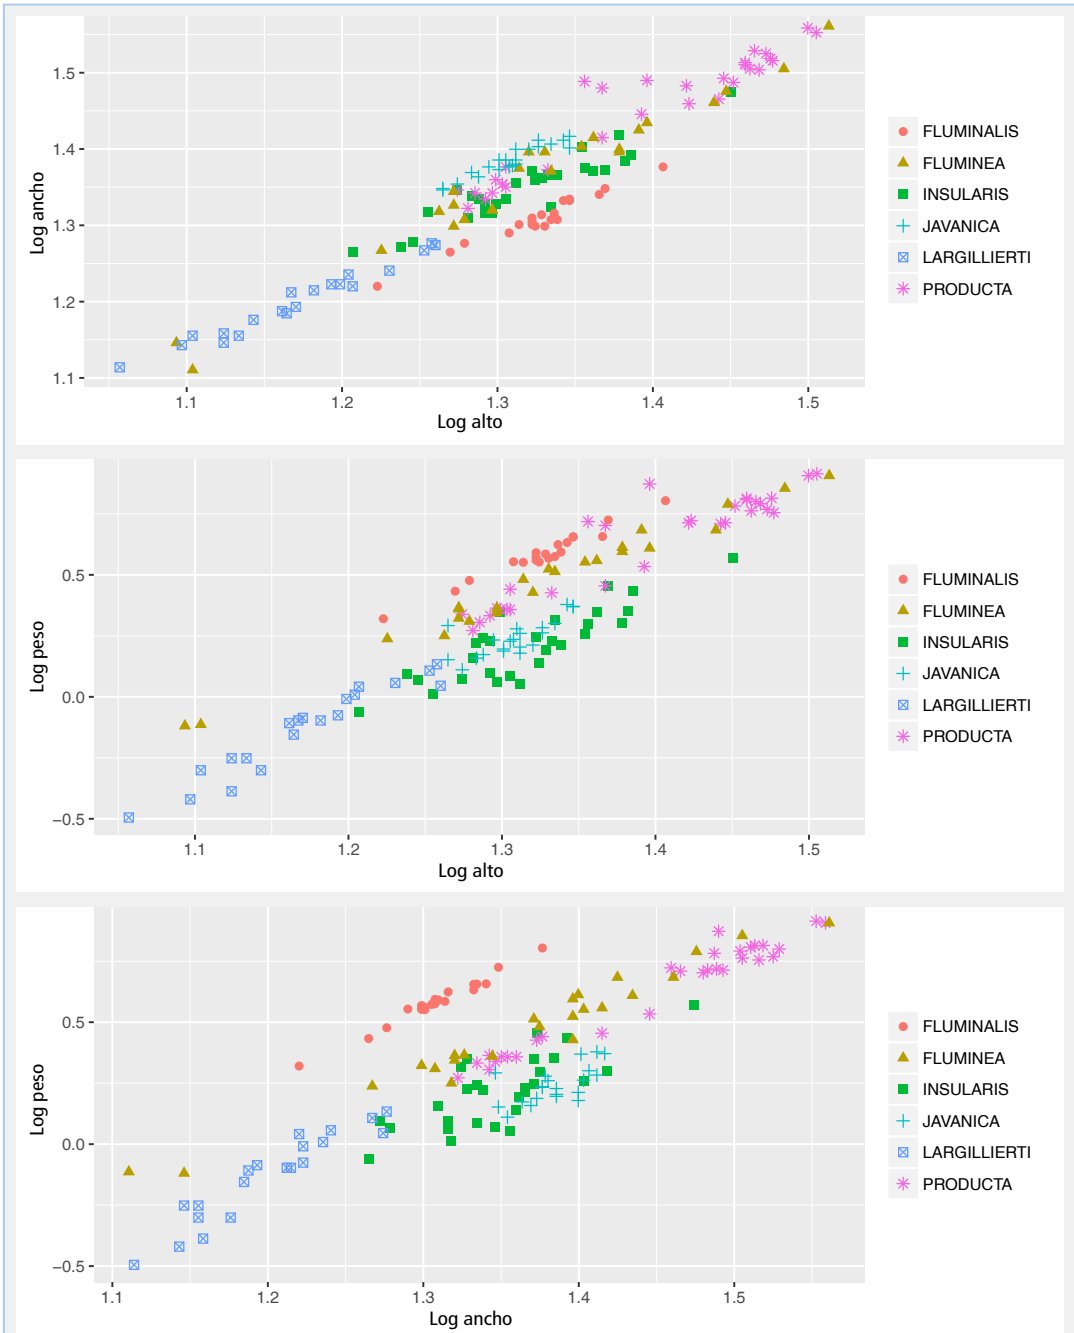 Log ancho
1.5
1.4
1.3
1.2
1.1
1.1 1.2 1.3 1.4 1.5
Log alto
FLUMINALIS
FLUMINEA
INSULARIS
JAVANICA
LARGILLIERTI
PRODUCTA
Log peso
0.5
0.0
−0.5
1.1 1.2 1.3 1.4 1.5
Log alto
FLUMINALIS
FLUMINEA
INSULARIS
JAVANICA
LARGILLIERTI
PRODUCTA
Log peso
0.5
0.0
−0.5
1.1 1.2 1.3 1.4 1.5
Log ancho
FLUMINALIS
FLUMINEA
INSULARIS
JAVANICA
LARGILLIERTI
PRODUCTA